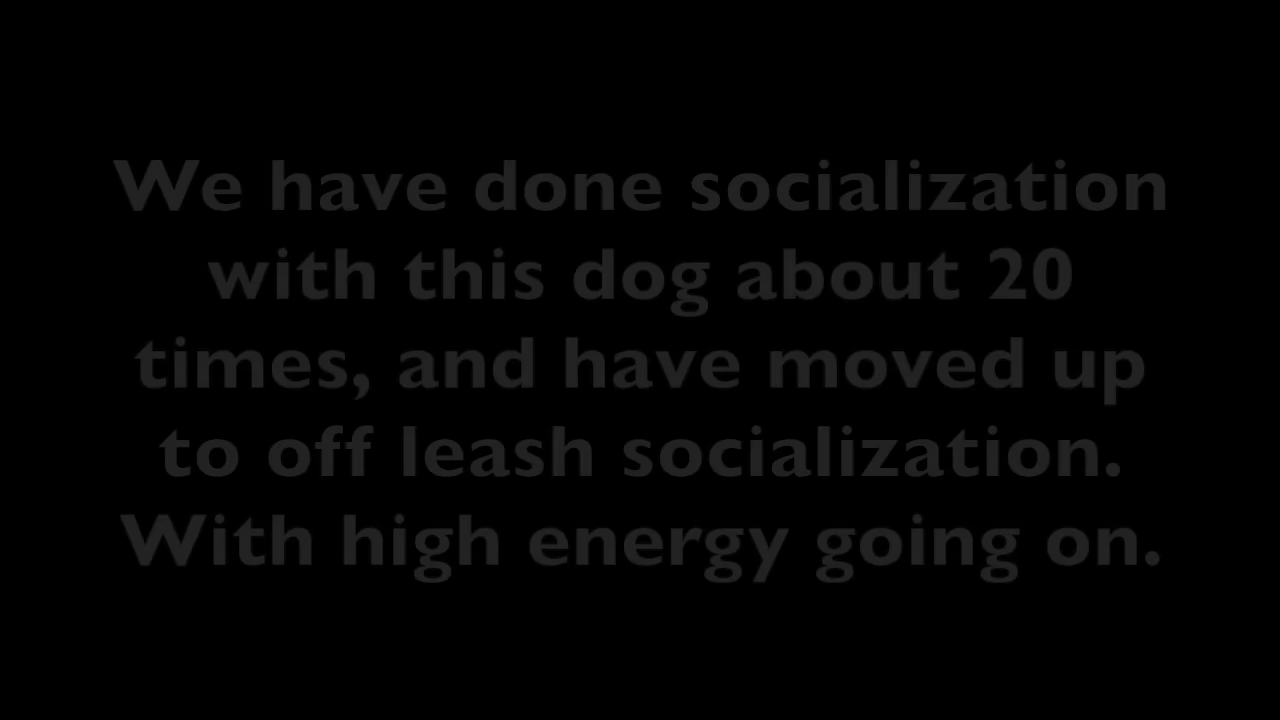 We have done socialization
with this dog about 20
times, and have moved up
to off leash socialization.
With high energy going on.